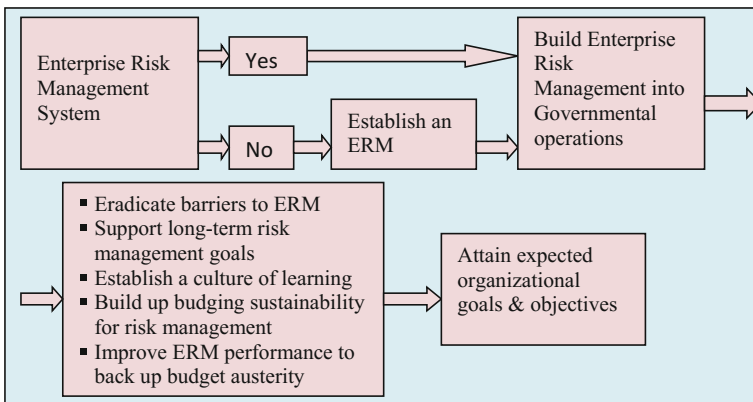 Enterprise Risk
Management
System
Yes
No
Establish an
ERM
Build Enterprise
Risk
Management into
Governmental
operations
▪ Eradicate barriers to ERM
▪ Support long-term risk
management goals
▪ Establish a culture of learning
▪ Build up budging sustainability
for risk management
▪ Improve ERM performance to
back up budget austerity
Attain expected
organizational
goals & objectives